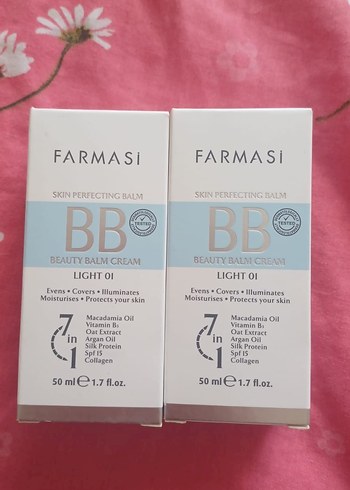 FARMASi
SKIN PERFECTING BALM
BB
TESTED
BEAUTY BALM CREAM
LIGHT 01
Evens • Covers • Illuminates
Moisturises • Protects your skin
7 in 1
Macadamia Oil
Vitamin B5
Oat Extract
Argan Oil
Silk Protein
Spf 15
Collagen
50 ml ℮ 1.7 fl.oz.
FARMASi
SKIN PERFECTING BALM
BB
TESTED
BEAUTY BALM CREAM
LIGHT 01
Evens • Covers • Illuminates
Moisturises • Protects your skin
7 in 1
Macadamia Oil
Vitamin B5
Oat Extract
Argan Oil
Silk Protein
Spf 15
Collagen
50 ml ℮ 1.7 fl.oz.